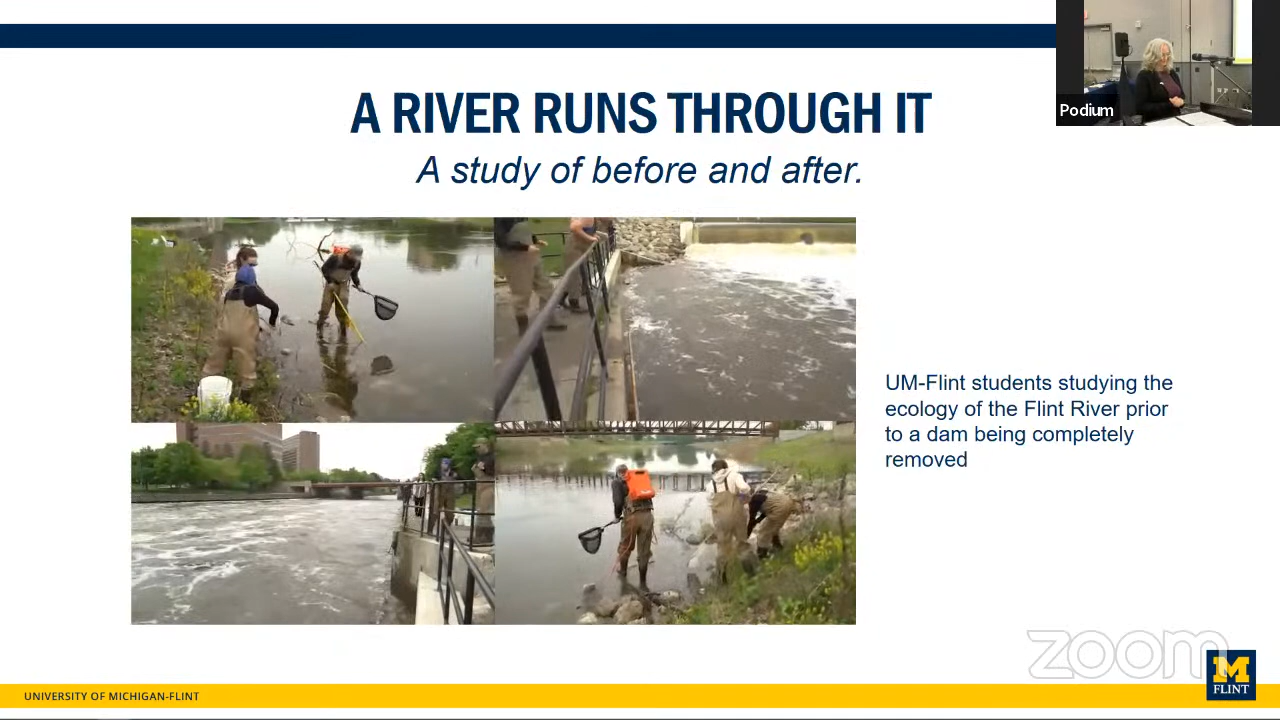 Podium
A RIVER RUNS THROUGH IT
A study of before and after.
UM-Flint students studying the
ecology of the Flint River prior
to a dam being completely
removed
zoom
M
FLINT
UNIVERSITY OF MICHIGAN-FLINT